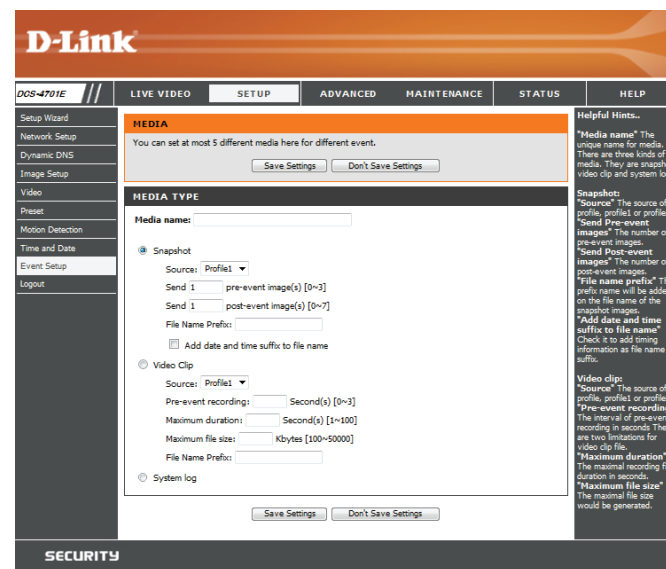 D-Link
DCS-4701E // LIVE VIDEO SETUP ADVANCED MAINTENANCE STATUS HELP
Setup Wizard
Network Setup
Dynamic DNS
Image Setup
Video
Preset
Motion Detection
Time and Date
Event Setup
Logout
MEDIA
You can set at most 5 different media here for different event.
Save Settings Don't Save Settings
MEDIA TYPE
Media name:
Snapshot
Source: Profile1
Send 1 pre-event image(s) [0~3]
Send 1 post-event image(s) [0~7]
File Name Prefix:
Add date and time suffix to file name
Video Clip
Source: Profile1
Pre-event recording: Second(s) [0~3]
Maximum duration: Second(s) [1~100]
Maximum file size: Kbytes [100~50000]
File Name Prefix:
System log
Save Settings Don't Save Settings
Helpful Hints..
"Media name" The
unique name for media.
There are three kinds of
media. They are snapsh
video clip and system lo
Snapshot:
"Source" The source of
profile, profile1 or profile
"Send Pre-event
images" The number o
pre-event images.
"Send Post-event
images" The number o
post-event images.
"File name prefix" Th
prefix name will be adde
on the file name of the
snapshot images.
"Add date and time
suffix to file name"
Check it to add timing
information as file name
suffix.
Video clip:
"Source" The source of
profile, profile1 or profile
"Pre-event recording
The interval of pre-even
recording in seconds The
are two limitations for
video clip file.
"Maximum duration"
The maximal recording f
duration in seconds.
"Maximum file size"
The maximal file size
would be generated.
SECURITY